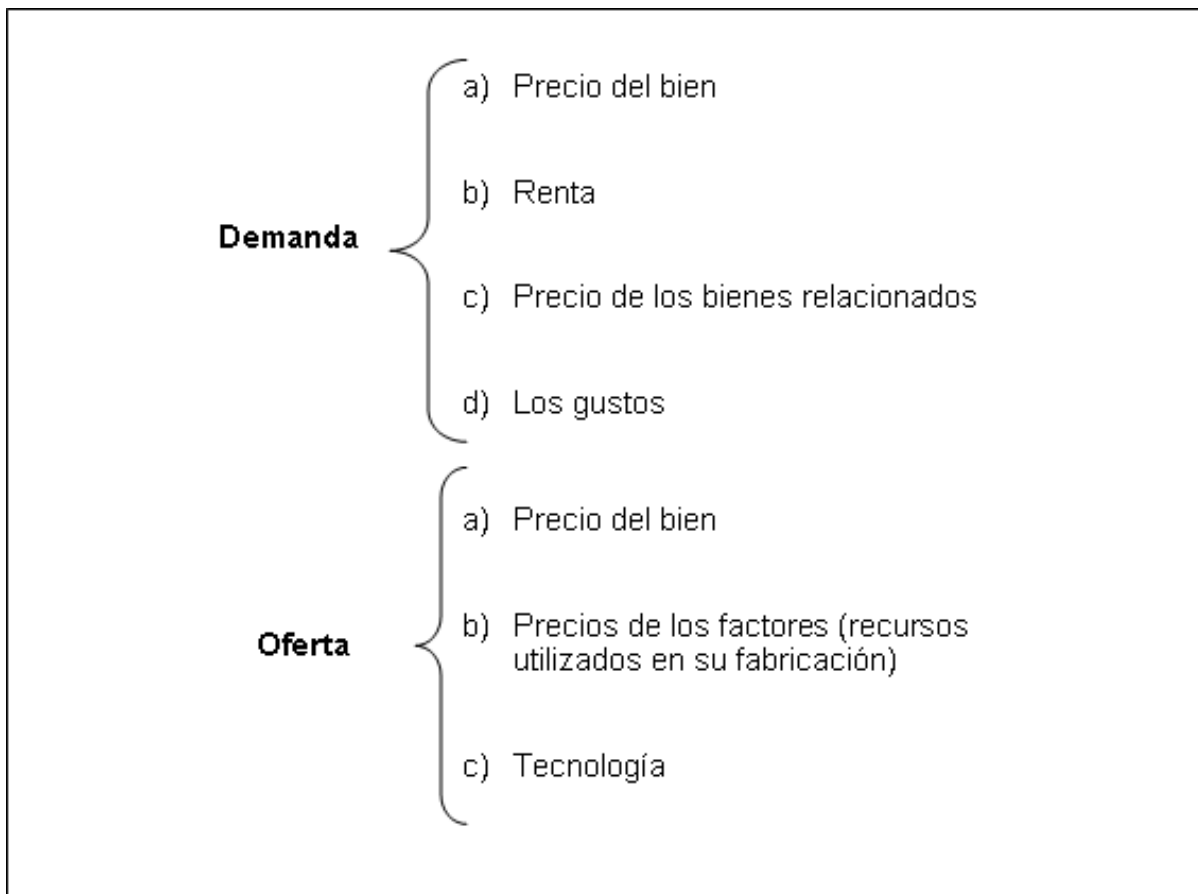 a) Precio del bien
b) Renta
Demanda
c) Precio de los bienes relacionados
d) Los gustos
a) Precio del bien
Oferta
b) Precios de los factores (recursos
utilizados en su fabricación)
c) Tecnología